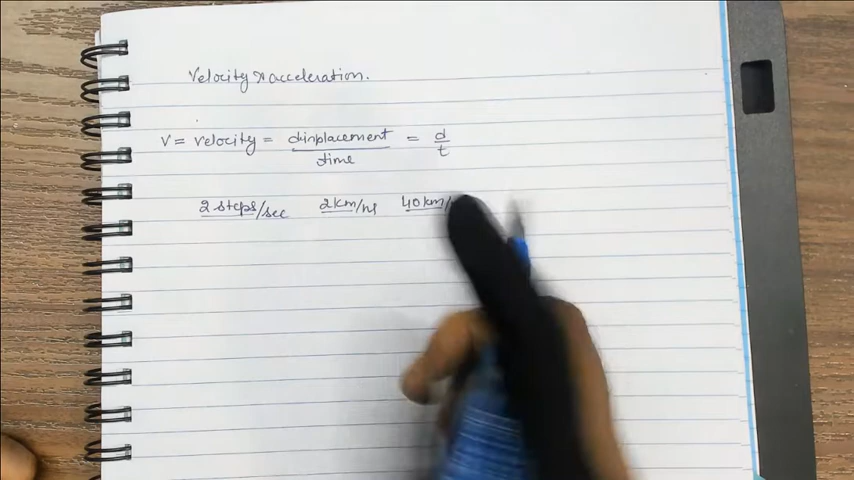 Velocity & acceleration.
V = velocity = displacement / time = d / t
2 steps/sec 2km/hr 40km/